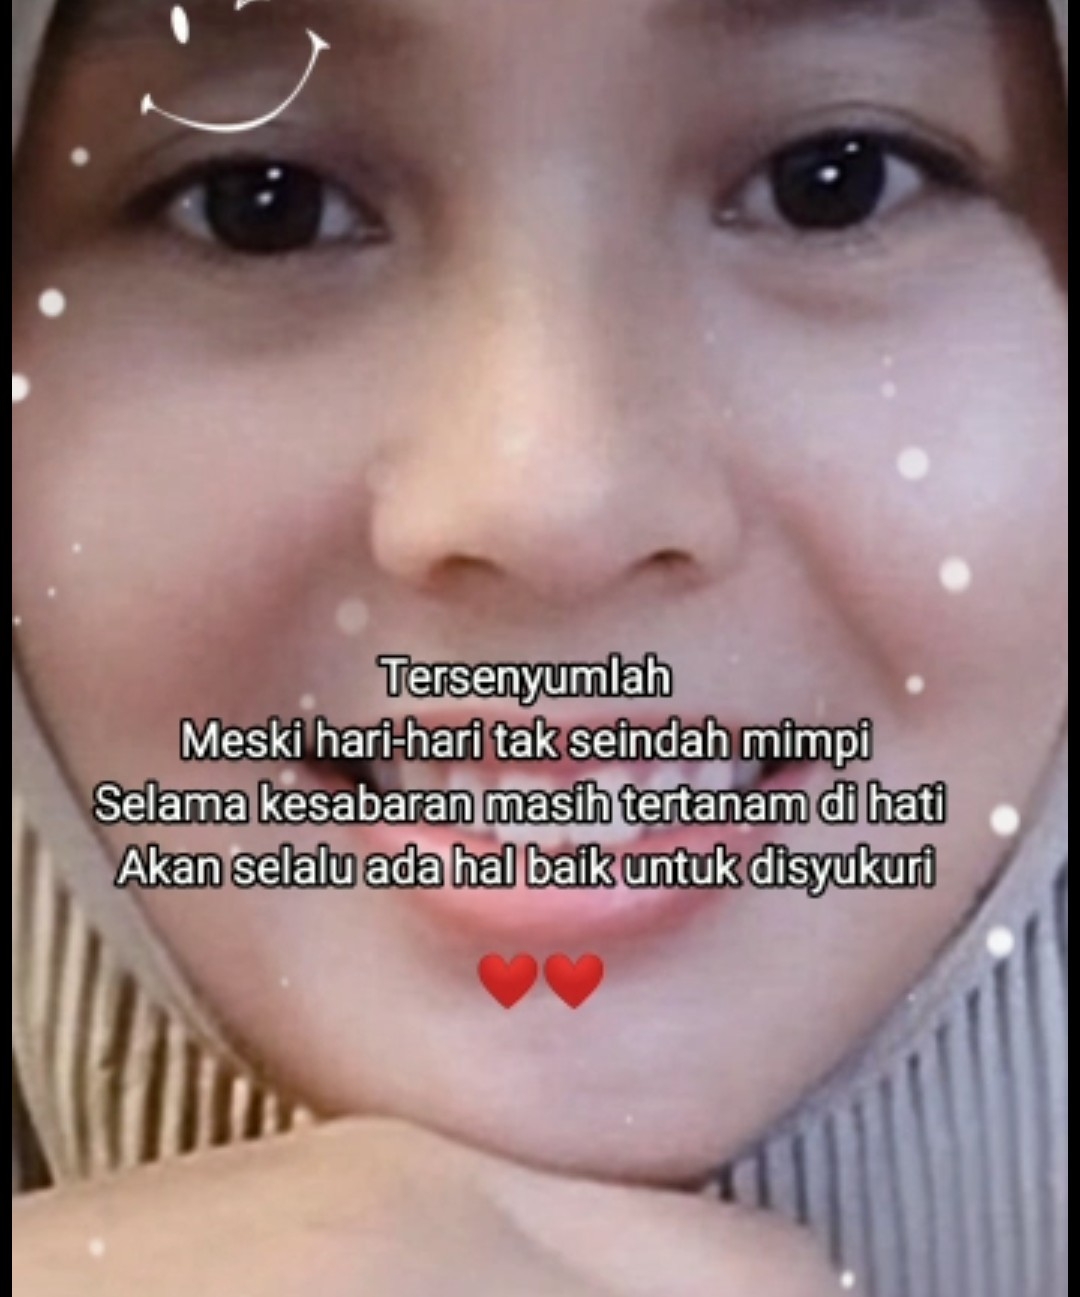 Tersenyumlah
Meski hari-hari tak seindah mimpi
Selama kesabaran masih tertanam di hati
Akan selalu ada hal baik untuk disyukuri